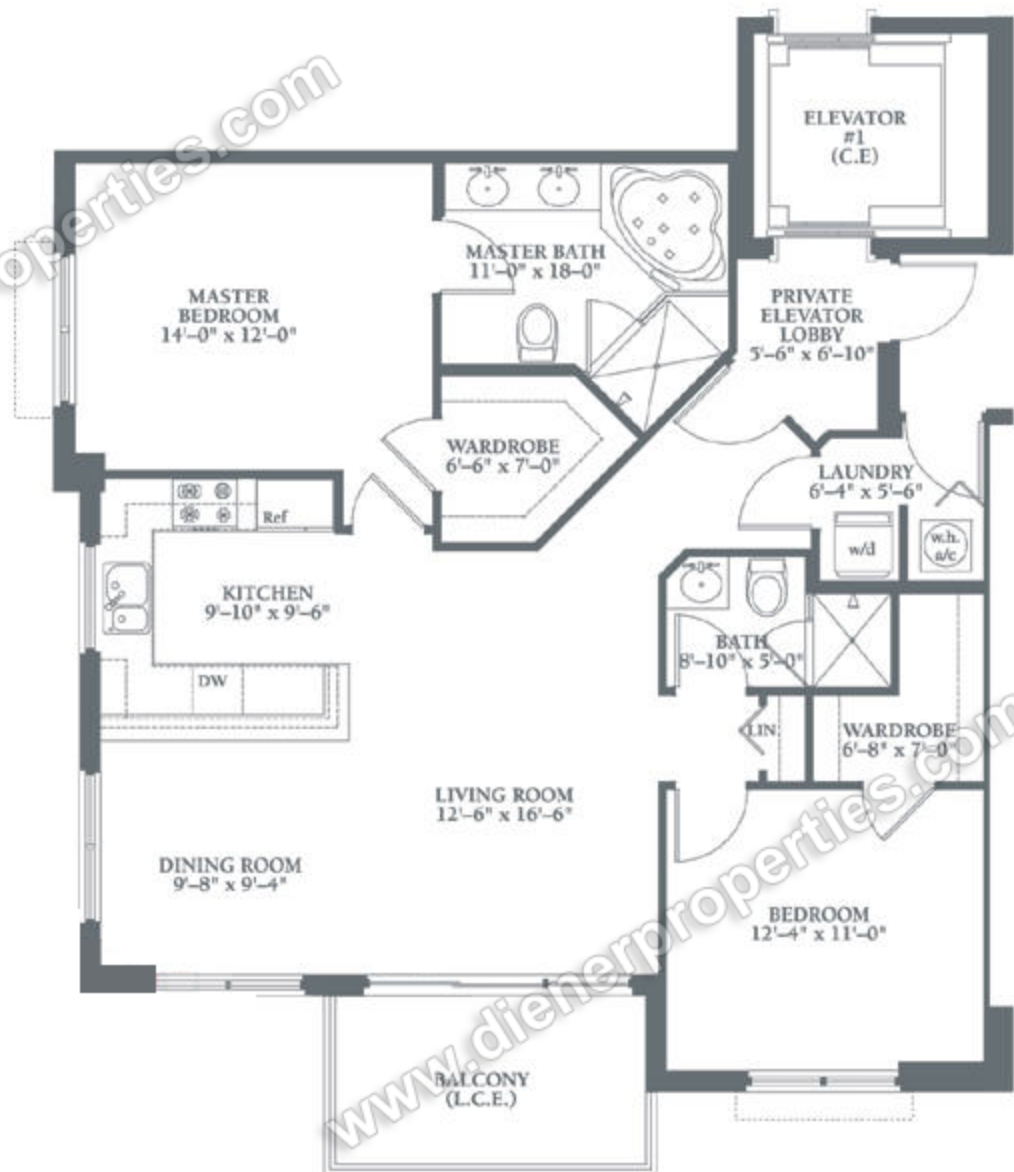 ELEVATOR
#1
(C.E)
MASTER BATH
11'-0" x 18-0"
MASTER
BEDROOM
14'-0" x 12'-0"
PRIVATE
ELEVATOR
LOBBY
5'-6" x 6'-10"
WARDROBE
6'-6" x 7'-0"
LAUNDRY
6'-4" x 5'-6"
Ref
w/d
w.h.
a/c
KITCHEN
9'-10" x 9'-6"
BATH
8'-10" x 5'-0"
DW
LIN
WARDROBE
6'-8" x 7'-0"
LIVING ROOM
12'-6" x 16'-6"
DINING ROOM
9'-8" x 9'-4"
BEDROOM
12'-4" x 11'-0"
BALCONY
(L.C.E.)
operties.com
www.dienerproperties.com